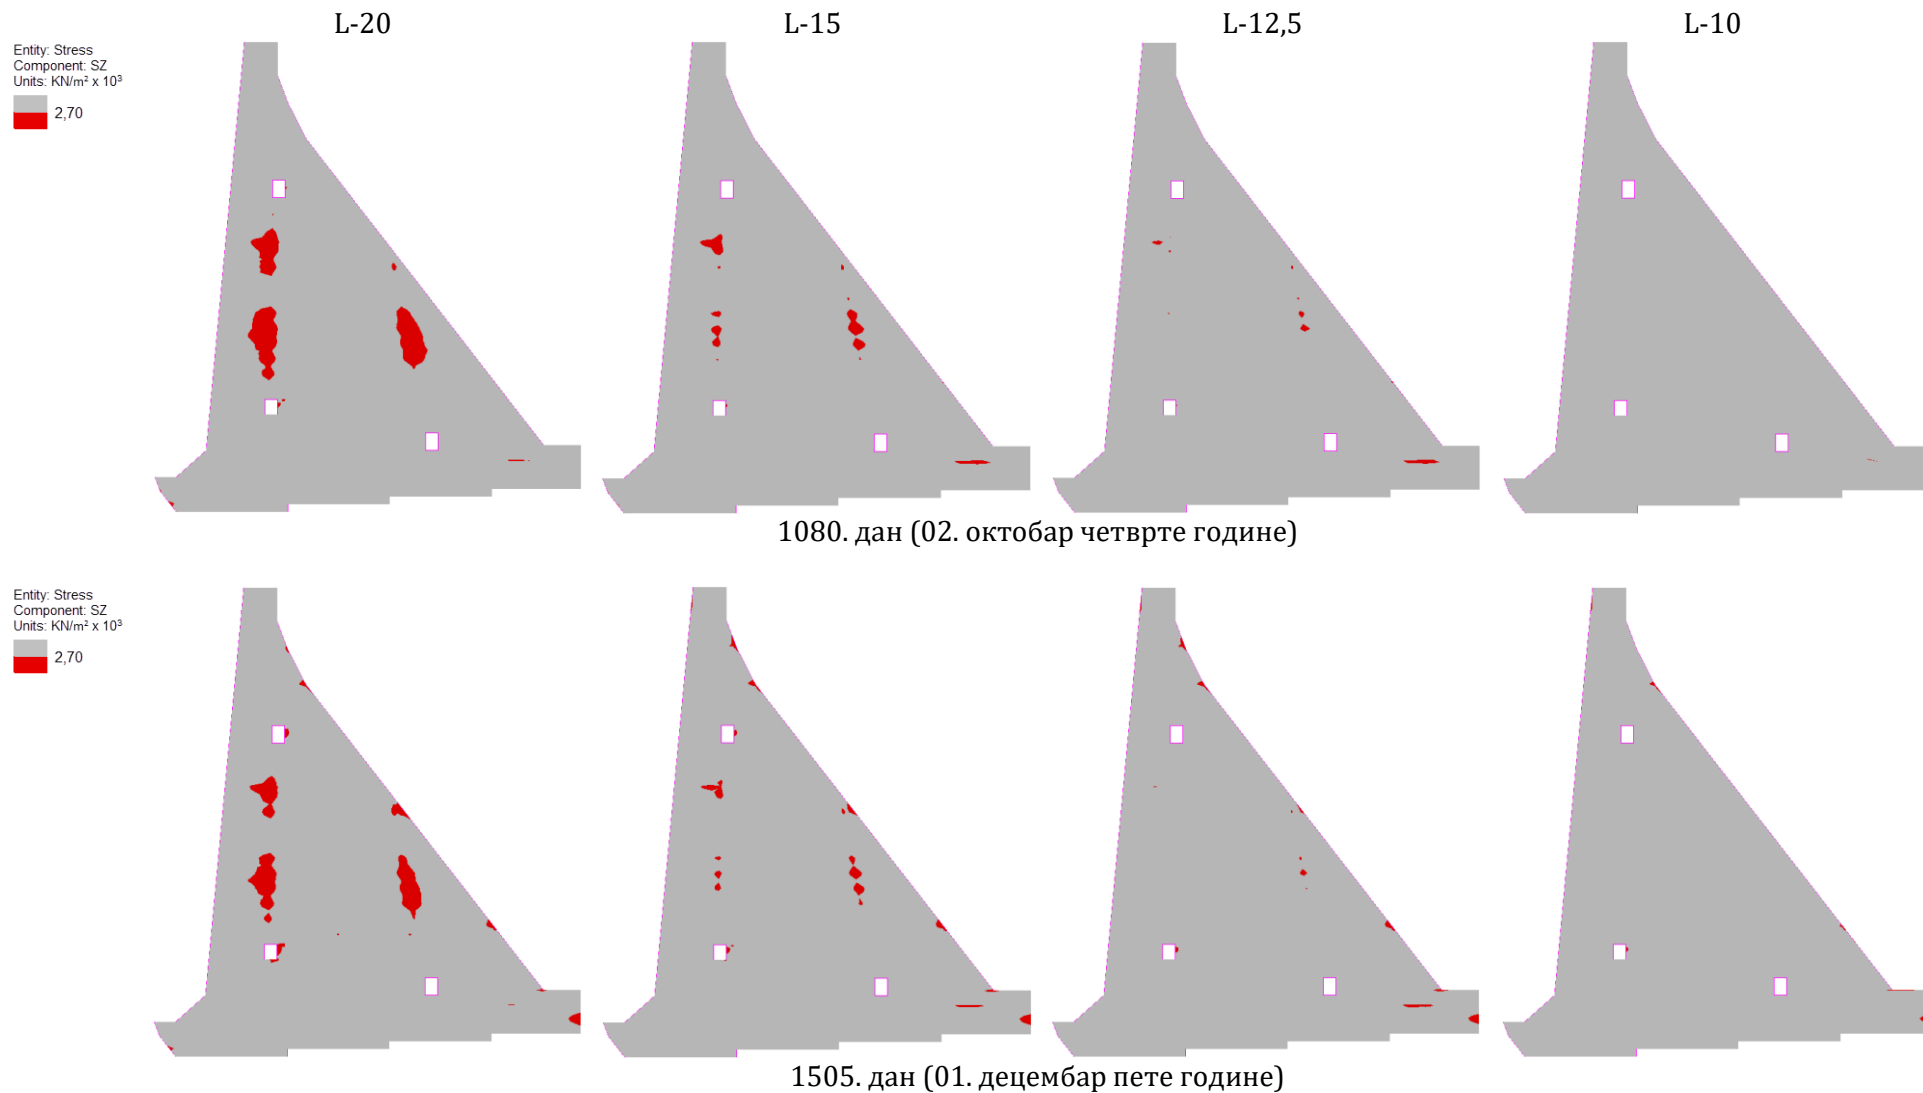 L-20
L-15
L-12,5
L-10
Entity: Stress
Component: SZ
Units: KN/m² x 10³
2,70
1080. дан (02. октобар четврте године)
Entity: Stress
Component: SZ
Units: KN/m² x 10³
2,70
1505. дан (01. децембар пете године)